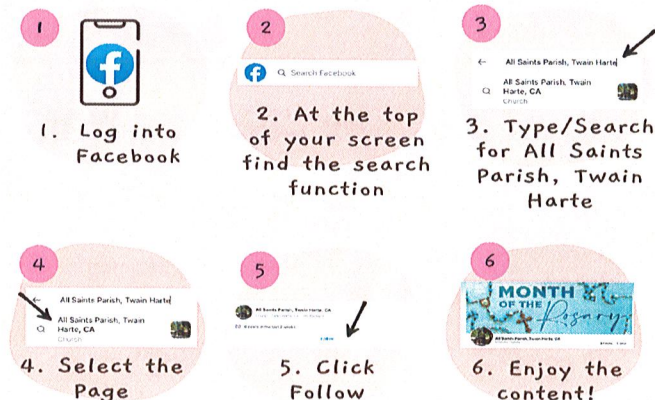 1
1. Log into
Facebook
2
Search Facebook
2. At the top
of your screen
find the search
function
3
All Saints Parish, Twain Harte
All Saints Parish, Twain
Harte, CA
Church
3. Type/Search
for All Saints
Parish, Twain
Harte
4
All Saints Parish, Twain Harte
All Saints Parish, Twain
Harte, CA
Church
4. Select the
Page
5
All Saints Parish, Twain Harte, CA
Follow
5. Click
Follow
6
MONTH
OF THE
Rosary
All Saints Parish, Twain Harte, CA
6. Enjoy the
content!